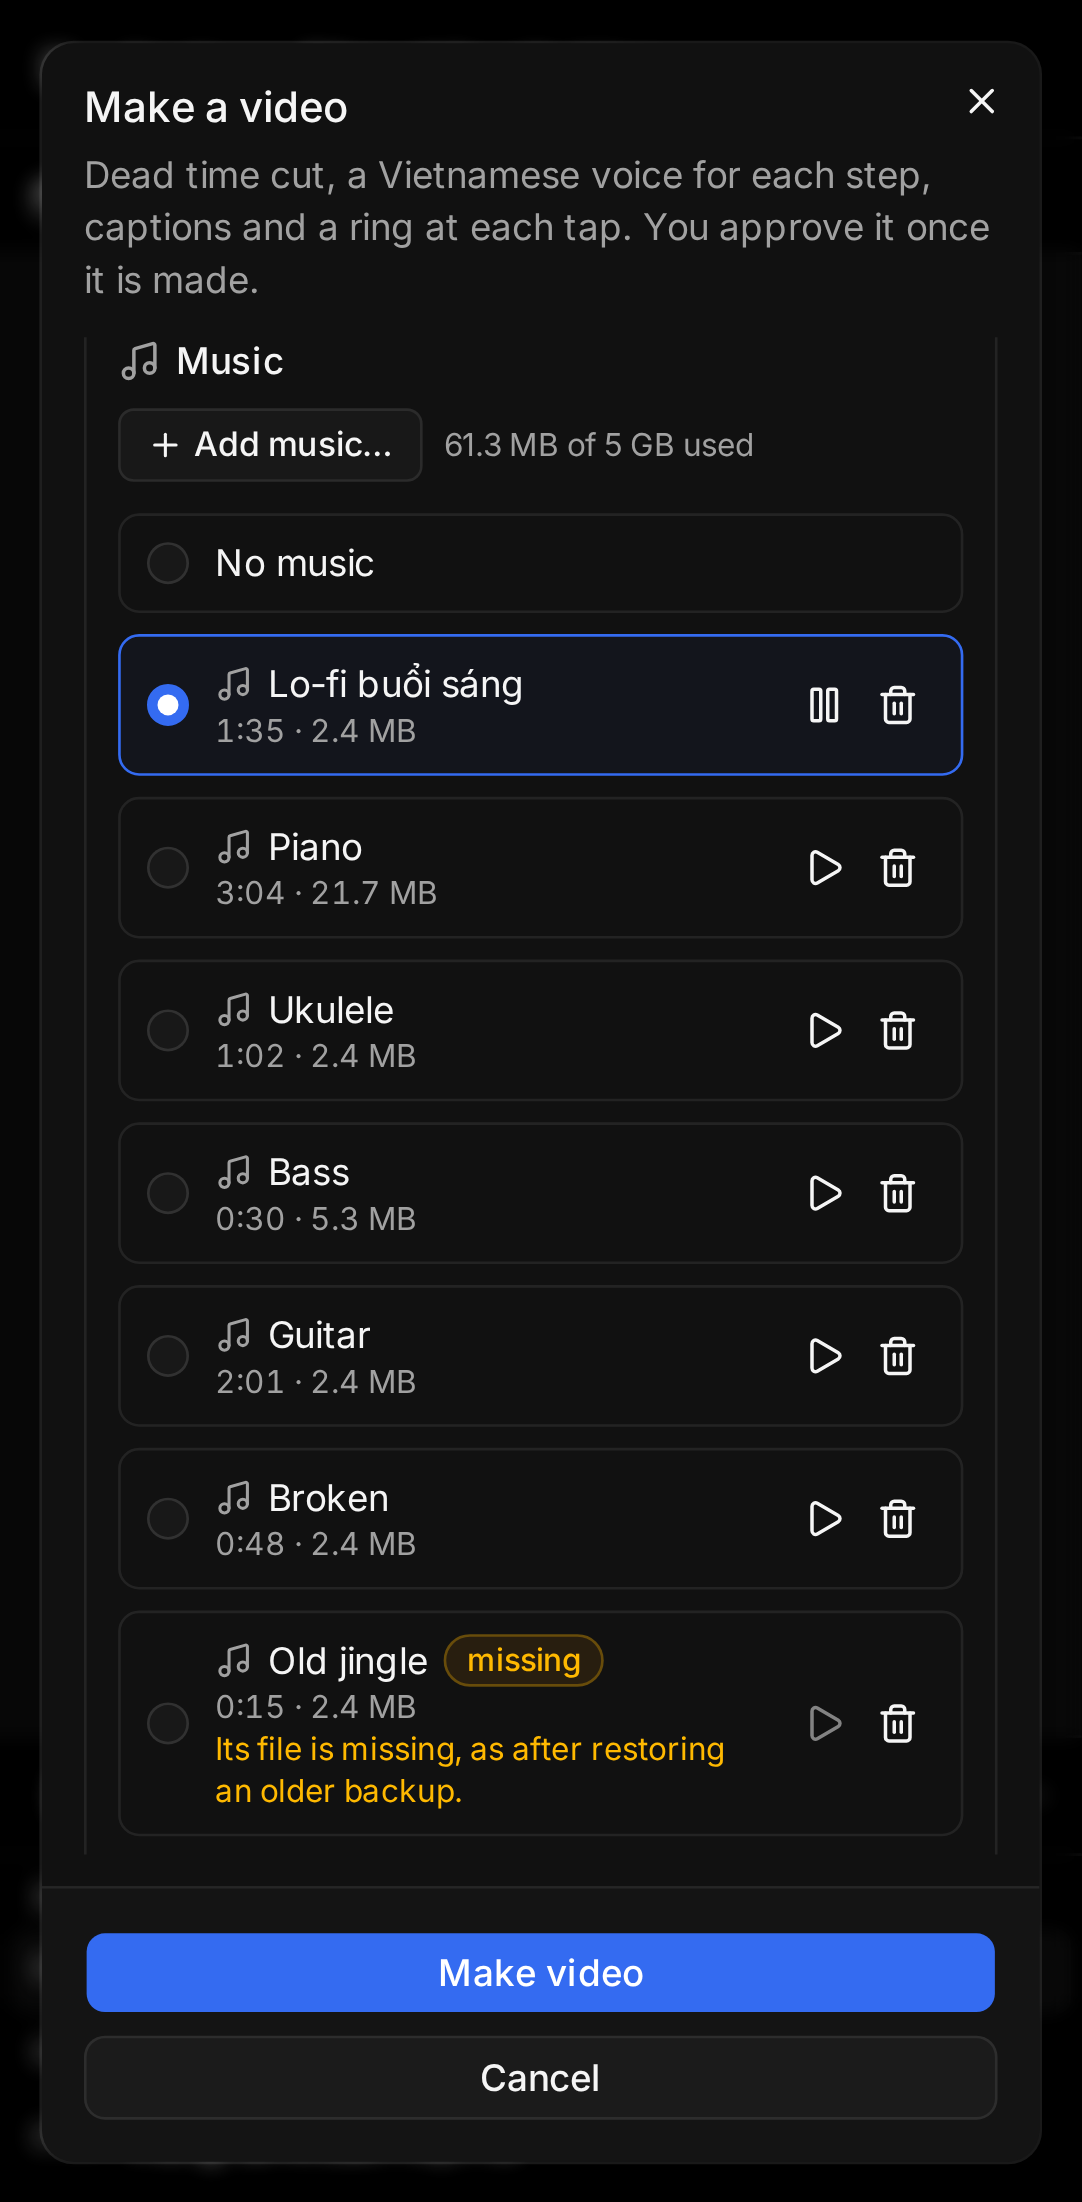 Make a video
Dead time cut, a Vietnamese voice for each step,
captions and a ring at each tap. You approve it once
it is made.
Music
Add music...
61.3 MB of 5 GB used
No music
Lo-fi buổi sáng
1:35 · 2.4 MB
Piano
3:04 · 21.7 MB
Ukulele
1:02 · 2.4 MB
Bass
0:30 · 5.3 MB
Guitar
2:01 · 2.4 MB
Broken
0:48 · 2.4 MB
Old jingle missing
0:15 · 2.4 MB
Its file is missing, as after restoring
an older backup.
Make video
Cancel